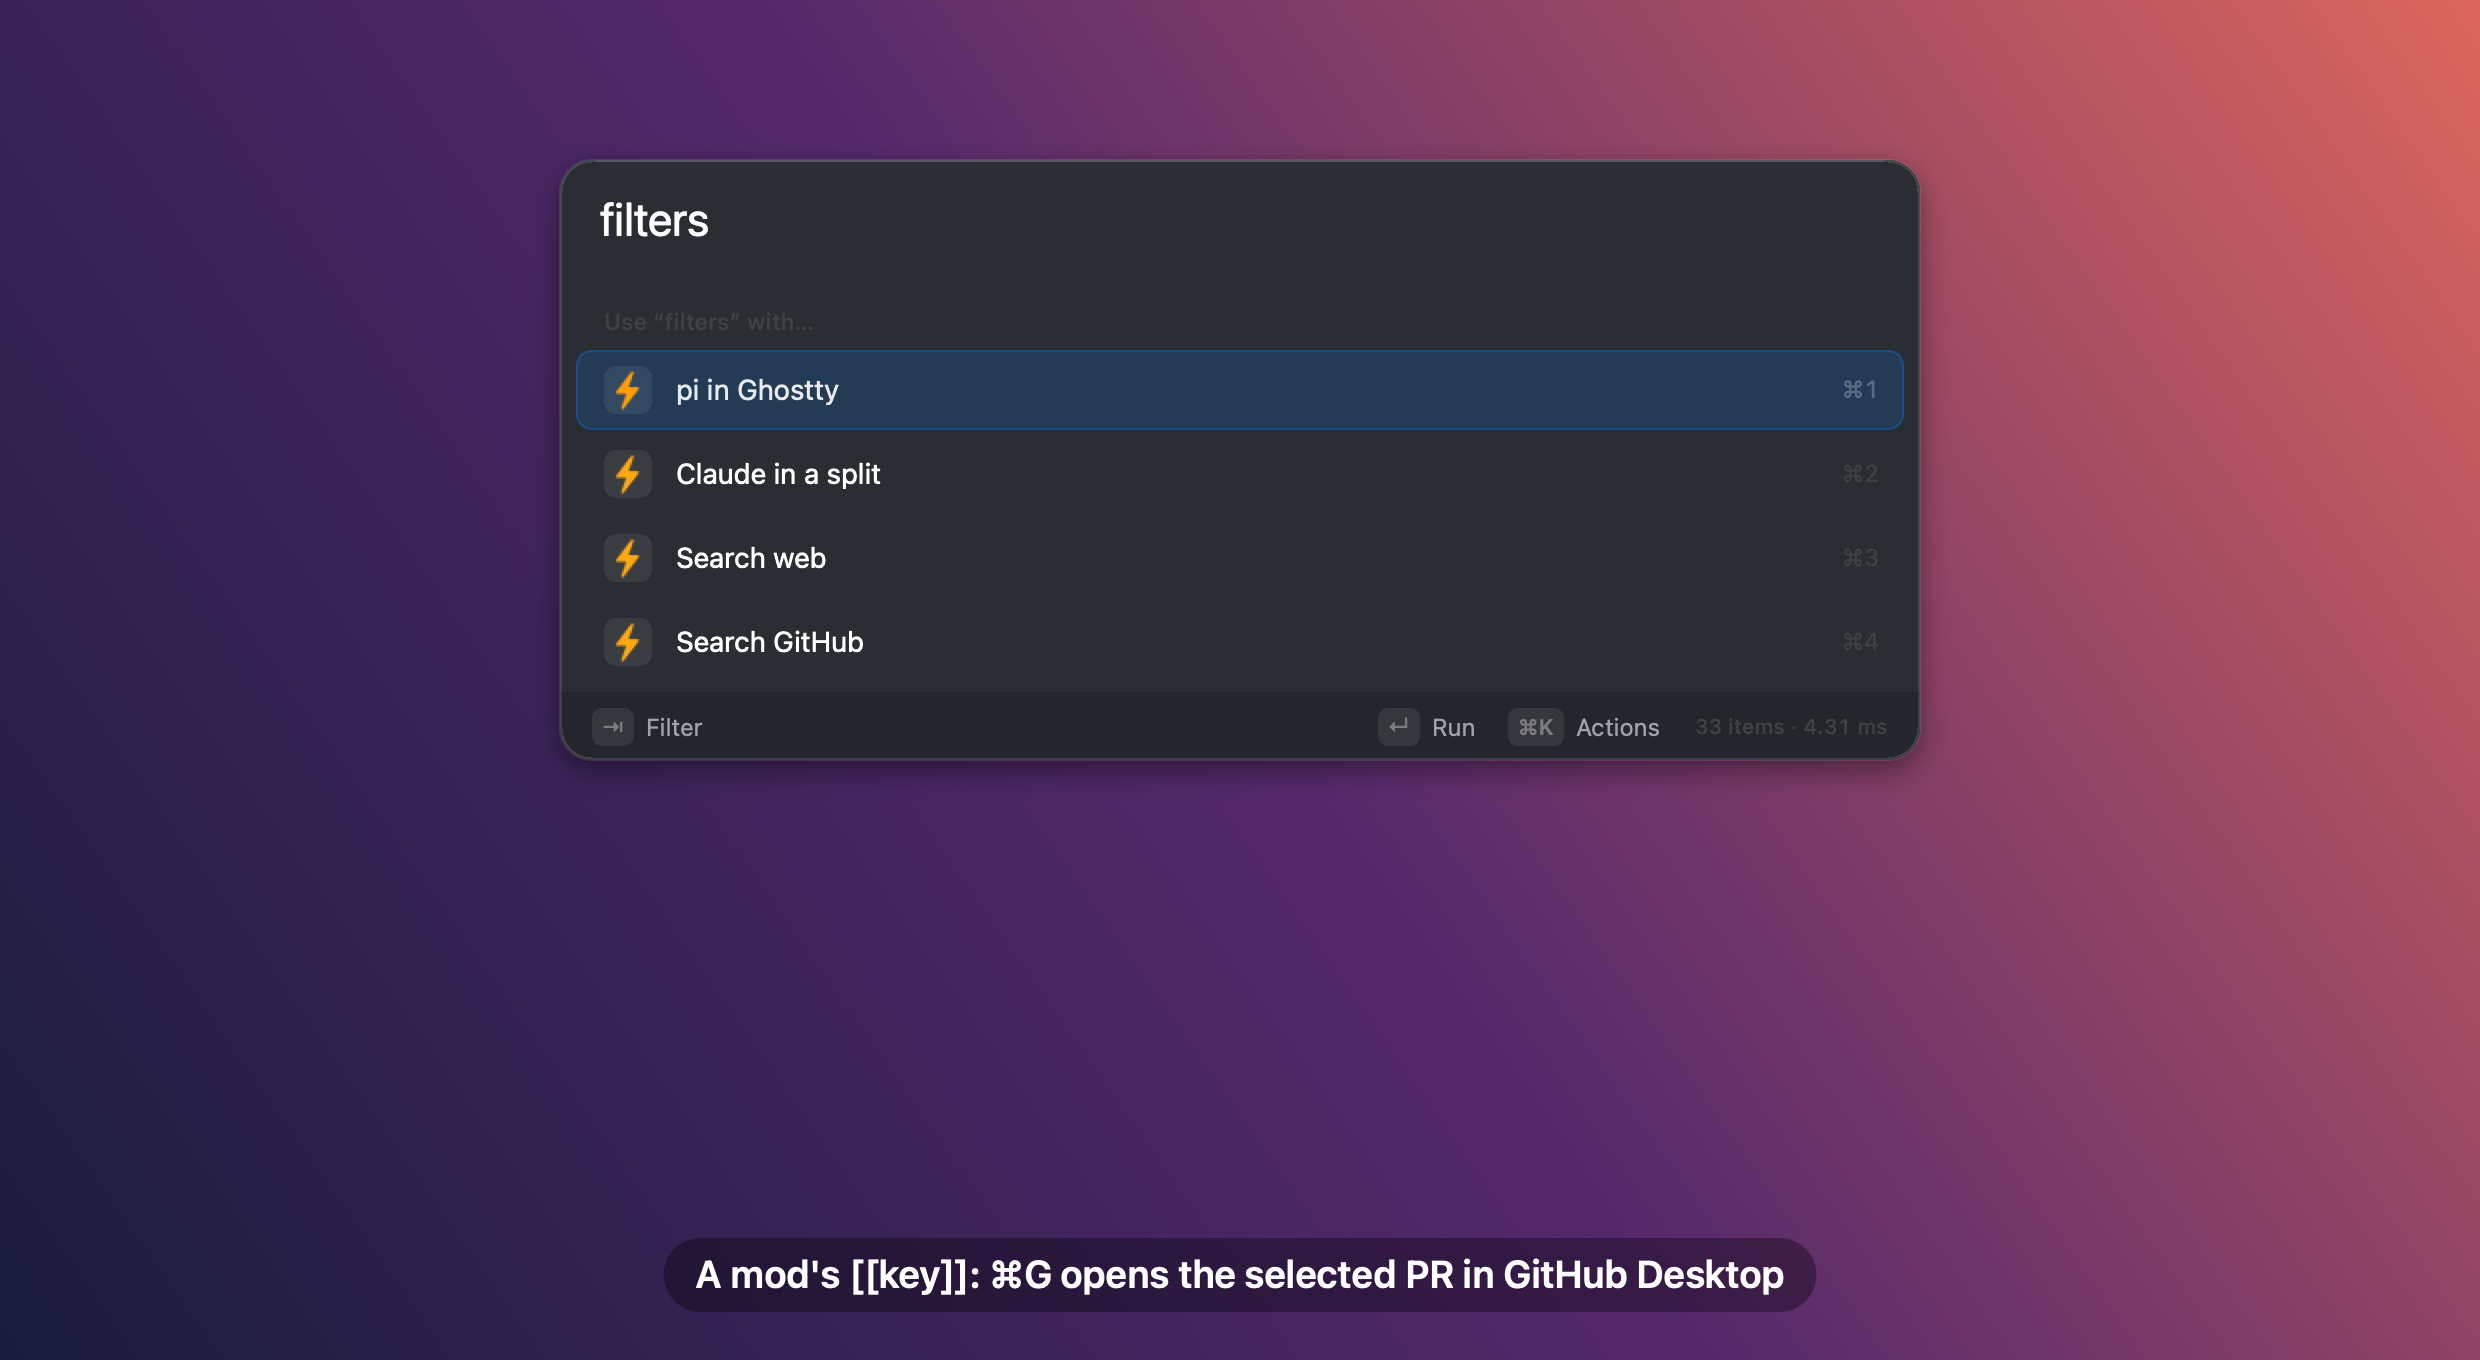 filters
Use “filters” with...
pi in Ghostty ⌘1
Claude in a split ⌘2
Search web ⌘3
Search GitHub ⌘4
Filter Run ⌘K Actions 33 items · 4.31 ms
A mod's [[key]]: ⌘G opens the selected PR in GitHub Desktop